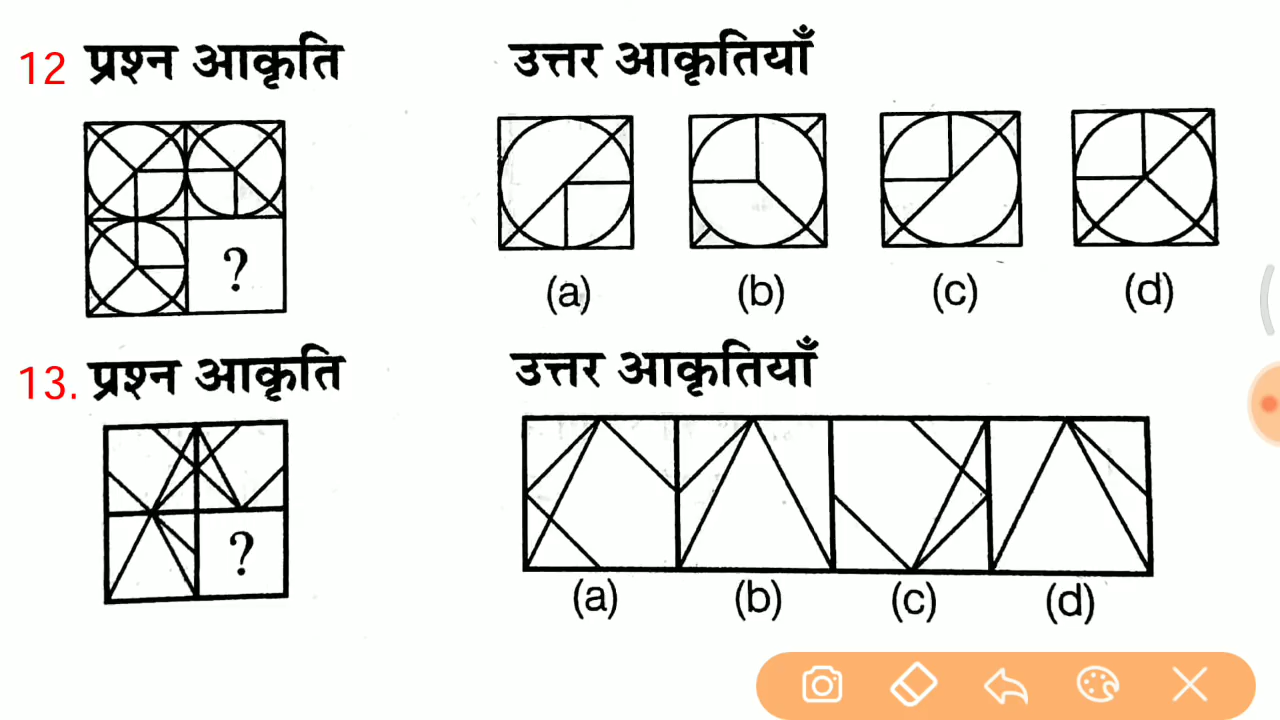 12 प्रश्न आकृति
उत्तर आकृतियाँ
?
(a) (b) (c) (d)
13. प्रश्न आकृति
उत्तर आकृतियाँ
?
(a) (b) (c) (d)